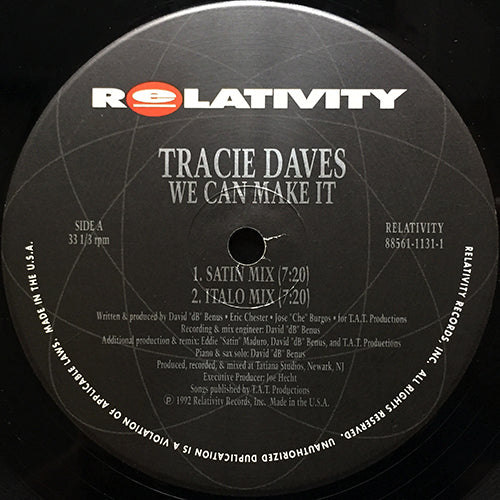 RELATIVITY
TRACIE DAVES
WE CAN MAKE IT
SIDE A
33 1/3 rpm
RELATIVITY
88561-1131-1
1. SATIN MIX (7:20)
2. ITALO MIX (7:20)
Written & produced by David "dB" Benus • Eric Chester • Jose "Che" Burgos • for T.A.T. Productions
Recording & mix engineer: David "dB" Benus
Additional production & remix: Eddie "Satin" Maduro, David "dB" Benus, and T.A.T. Productions
Piano & sax solo: David "dB" Benus
Produced, recorded, & mixed at Tatiana Studios, Newark, NJ
Executive Producer: Joe Hecht
Songs published by T.A.T. Productions
℗ 1992 Relativity Records, Inc. Made in the U.S.A.
RELATIVITY RECORDS, INC. ALL RIGHTS RESERVED. UNAUTHORIZED DUPLICATION IS A VIOLATION OF APPLICABLE LAWS. MADE IN THE U.S.A.